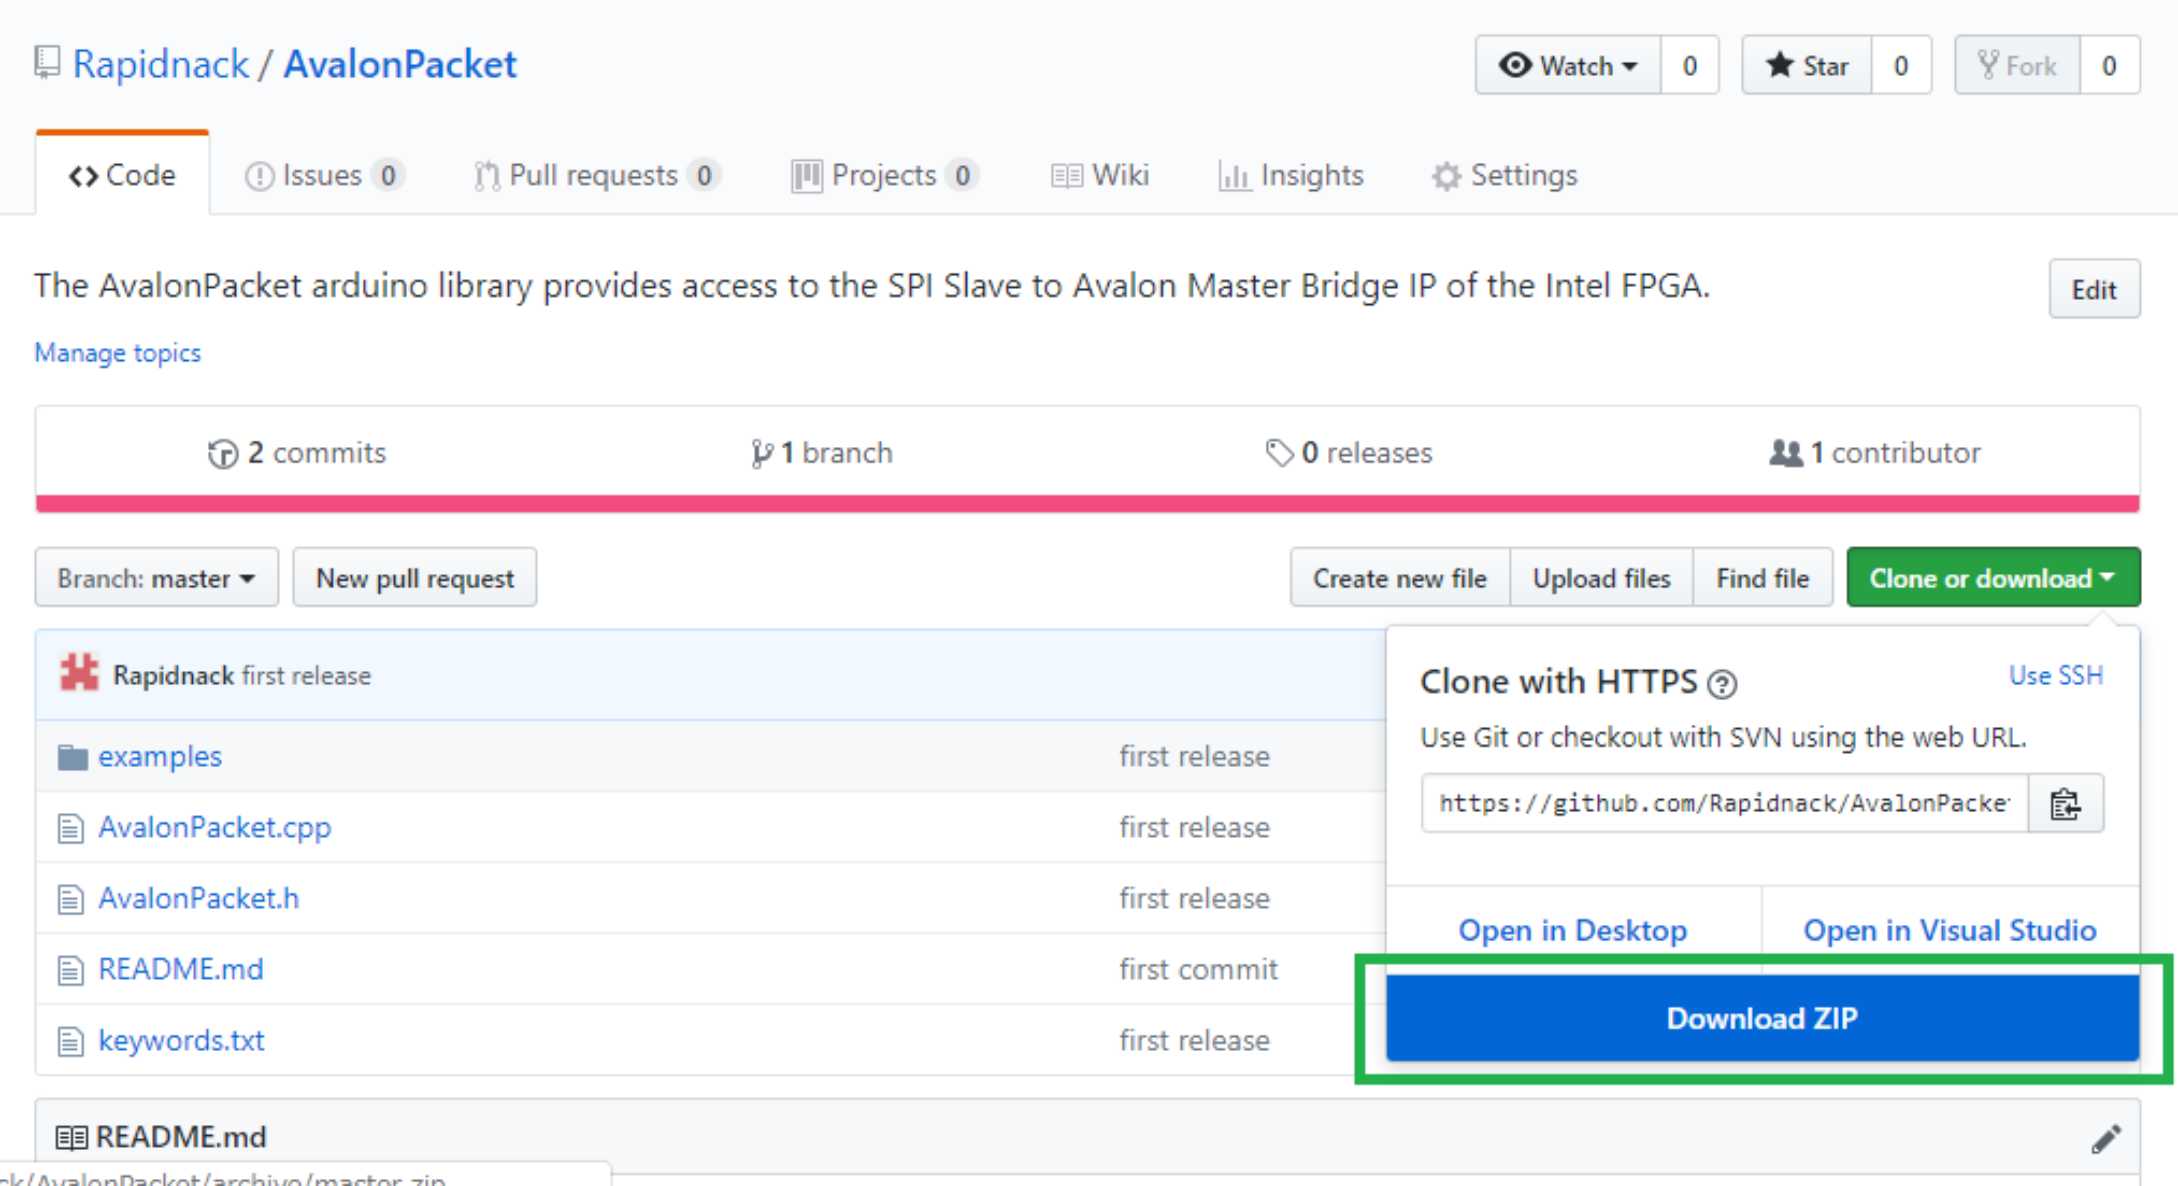 Rapidnack / AvalonPacket
Watch 0 Star 0 Fork 0
Code Issues 0 Pull requests 0 Projects 0 Wiki Insights Settings
The AvalonPacket arduino library provides access to the SPI Slave to Avalon Master Bridge IP of the Intel FPGA.
Edit
Manage topics
2 commits 1 branch 0 releases 1 contributor
Branch: master New pull request Create new file Upload files Find file Clone or download
Rapidnack first release
examples first release
AvalonPacket.cpp first release
AvalonPacket.h first release
README.md first commit
keywords.txt first release
Clone with HTTPS ? Use SSH
Use Git or checkout with SVN using the web URL.
https://github.com/Rapidnack/AvalonPacke
Open in Desktop Open in Visual Studio
Download ZIP
README.md
ck/AvalonPacket/archive/master.zip